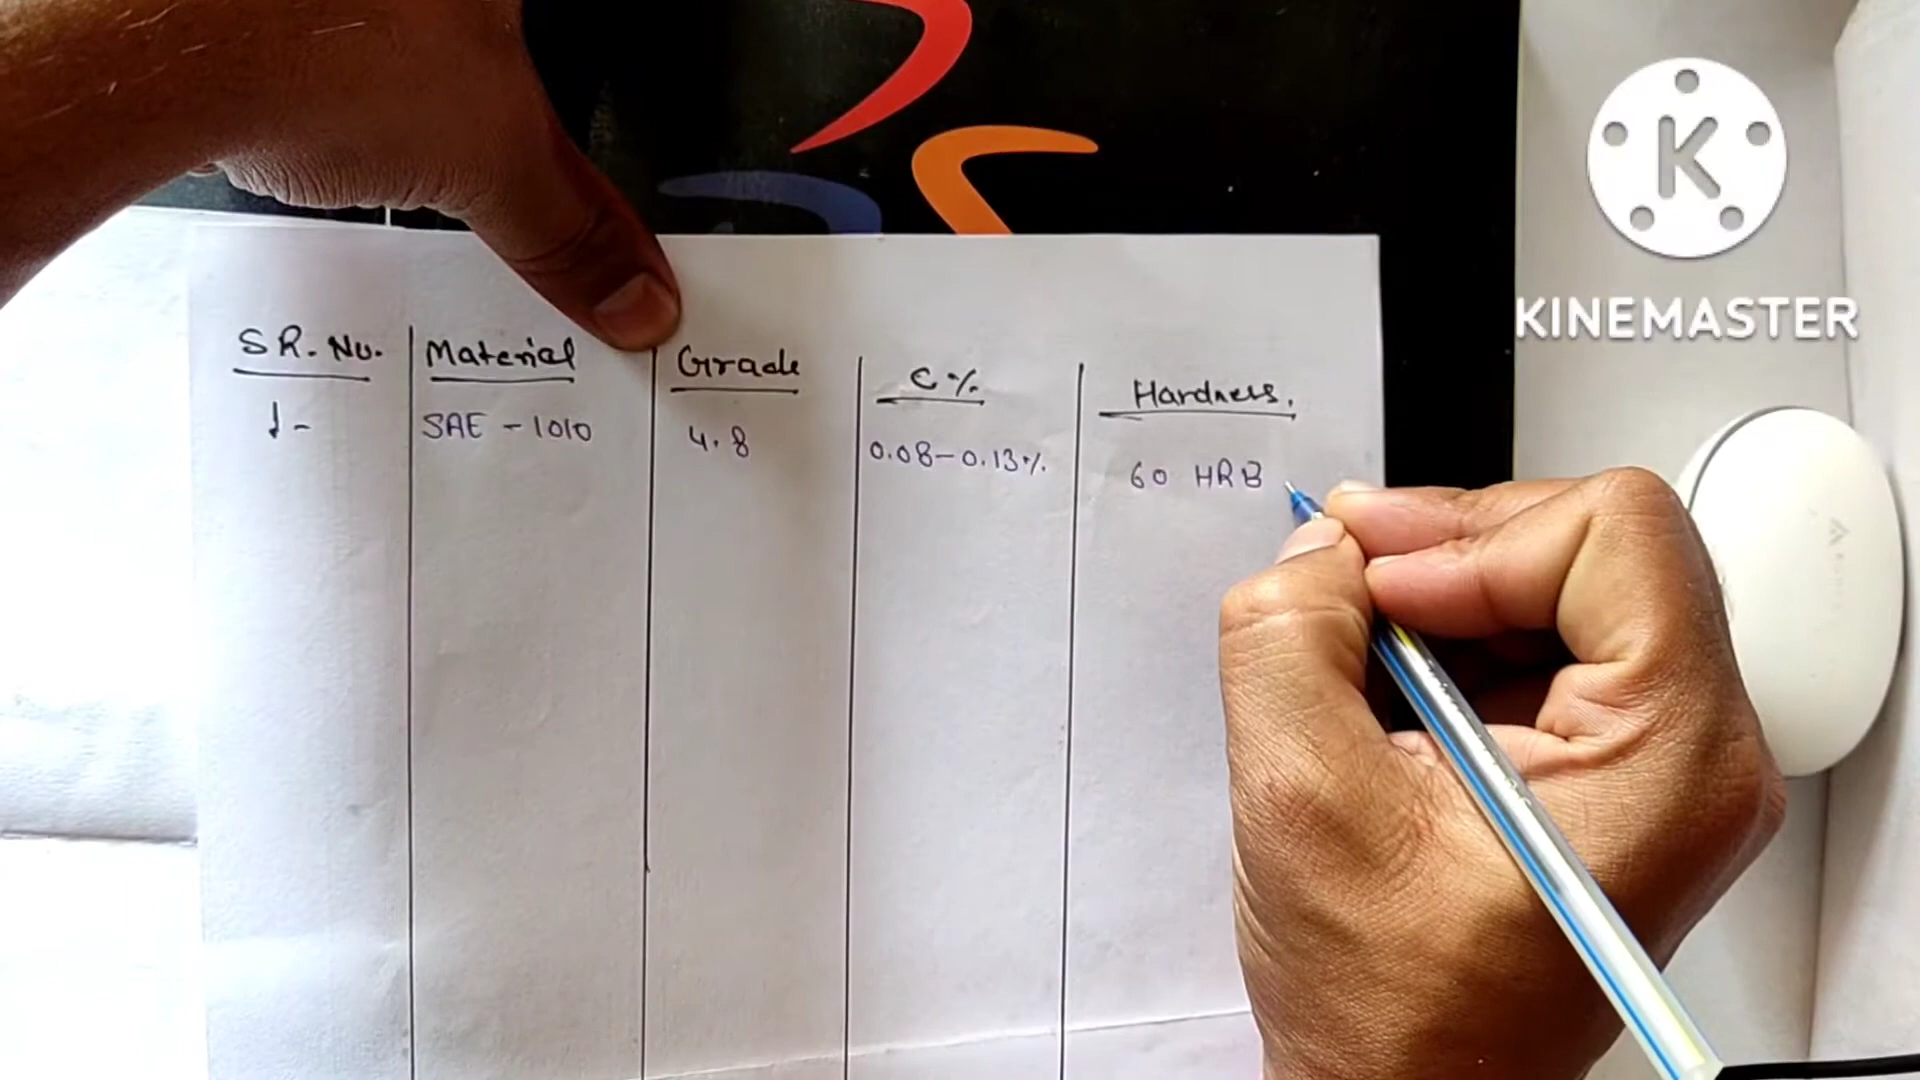 KINEMASTER
SR. No. Material Grade C% Hardness.
1- SAE - 1010 4.8 0.08-0.13% 60 HRB